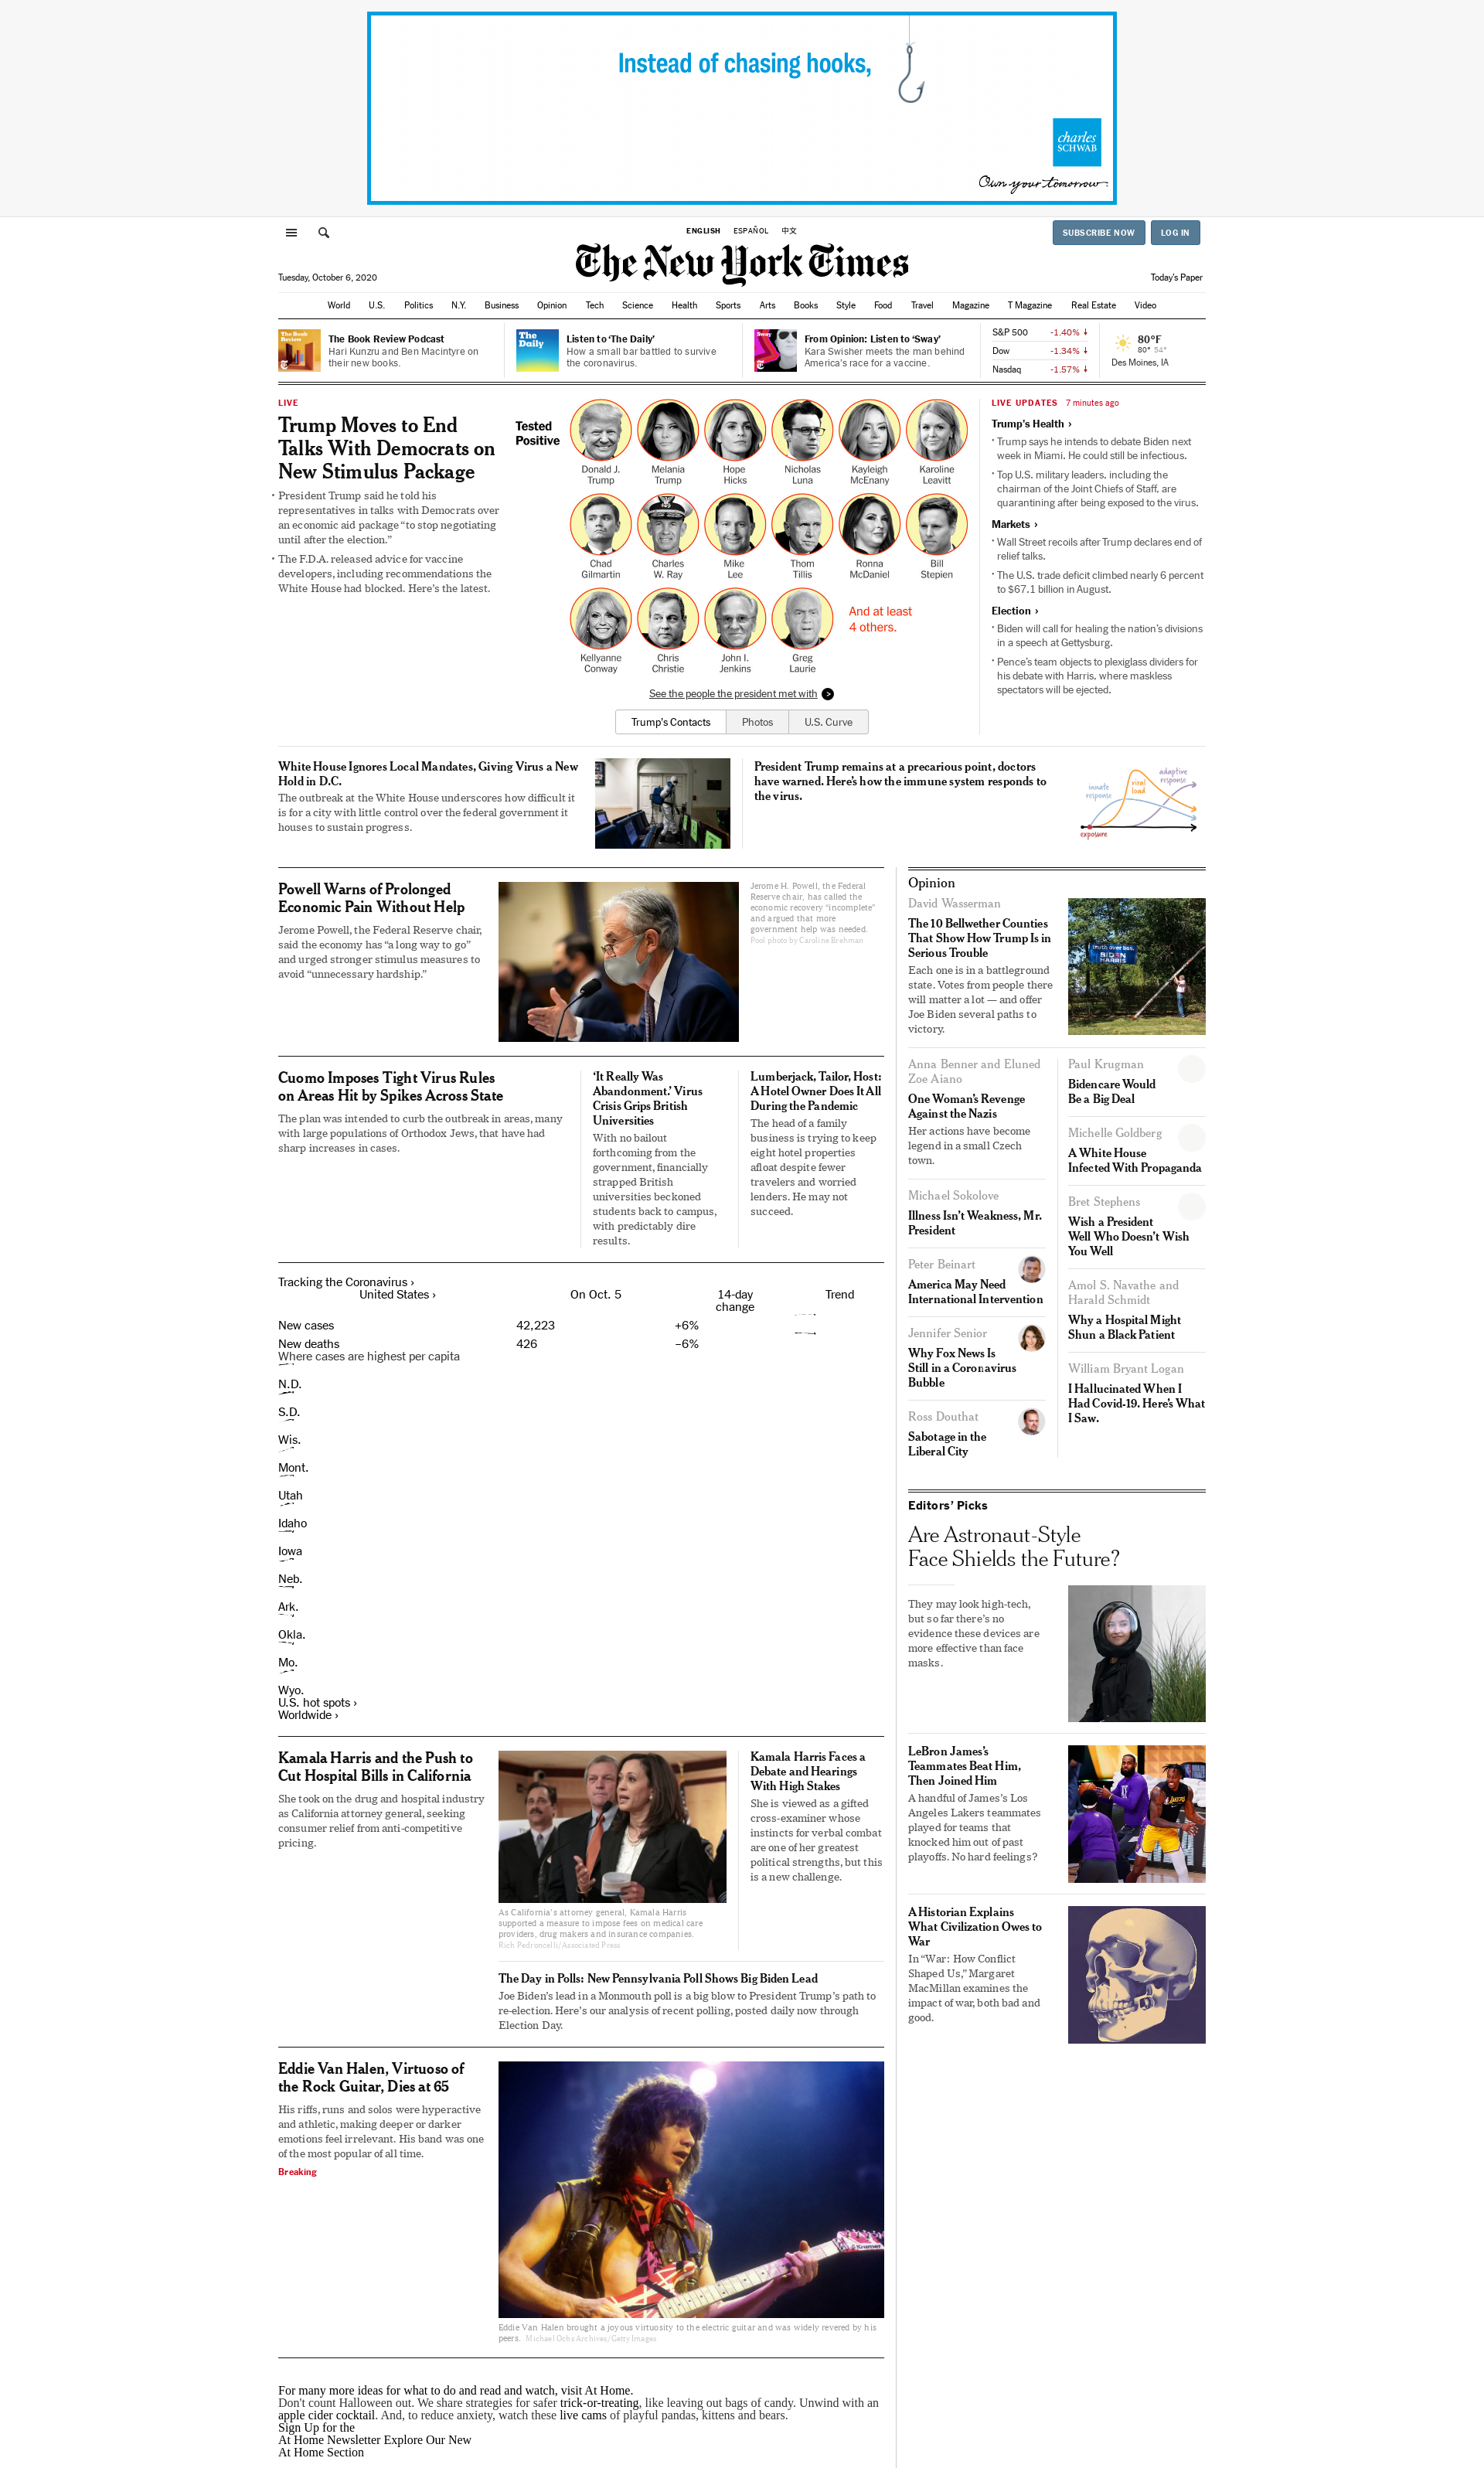 Instead of chasing hooks,
charles
SCHWAB
Own your tomorrow
ENGLISH ESPAÑOL 中文
SUBSCRIBE NOW LOG IN
The New York Times
Tuesday, October 6, 2020
Today's Paper
World U.S. Politics N.Y. Business Opinion Tech Science Health Sports Arts Books Style Food Travel Magazine T Magazine Real Estate Video
The Book Review
The Book Review Podcast
Hari Kunzru and Ben Macintyre on
their new books.
The Daily
Listen to ‘The Daily’
How a small bar battled to survive
the coronavirus.
Sway
From Opinion: Listen to ‘Sway’
Kara Swisher meets the man behind
America's race for a vaccine.
S&P 500 -1.40%
Dow -1.34%
Nasdaq -1.57%
80°F
80° 54°
Des Moines, IA
LIVE
Trump Moves to End
Talks With Democrats on
New Stimulus Package
• President Trump said he told his
representatives in talks with Democrats over
an economic aid package “to stop negotiating
until after the election.”
• The F.D.A. released advice for vaccine
developers, including recommendations the
White House had blocked. Here's the latest.
Tested
Positive
Donald J.
Trump
Melania
Trump
Hope
Hicks
Nicholas
Luna
Kayleigh
McEnany
Karoline
Leavitt
Chad
Gilmartin
Charles
W. Ray
Mike
Lee
Thom
Tillis
Ronna
McDaniel
Bill
Stepien
Kellyanne
Conway
Chris
Christie
John I.
Jenkins
Greg
Laurie
And at least
4 others.
See the people the president met with >
Trump's Contacts Photos U.S. Curve
LIVE UPDATES 7 minutes ago
Trump's Health ›
• Trump says he intends to debate Biden next
week in Miami. He could still be infectious.
• Top U.S. military leaders, including the
chairman of the Joint Chiefs of Staff, are
quarantining after being exposed to the virus.
Markets ›
• Wall Street recoils after Trump declares end of
relief talks.
• The U.S. trade deficit climbed nearly 6 percent
to $67.1 billion in August.
Election ›
• Biden will call for healing the nation's divisions
in a speech at Gettysburg.
• Pence's team objects to plexiglass dividers for
his debate with Harris, where maskless
spectators will be ejected.
White House Ignores Local Mandates, Giving Virus a New
Hold in D.C.
The outbreak at the White House underscores how difficult it
is for a city with little control over the federal government it
houses to sustain progress.
President Trump remains at a precarious point, doctors
have warned. Here's how the immune system responds to
the virus.
innate
response
viral
load
adaptive
response
exposure
Powell Warns of Prolonged
Economic Pain Without Help
Jerome Powell, the Federal Reserve chair,
said the economy has “a long way to go”
and urged stronger stimulus measures to
avoid “unnecessary hardship.”
Jerome H. Powell, the Federal
Reserve chair, has called the
economic recovery “incomplete”
and argued that more
government help was needed.
Pool photo by Caroline Brehman
Cuomo Imposes Tight Virus Rules
on Areas Hit by Spikes Across State
The plan was intended to curb the outbreak in areas, many
with large populations of Orthodox Jews, that have had
sharp increases in cases.
‘It Really Was
Abandonment.’ Virus
Crisis Grips British
Universities
With no bailout
forthcoming from the
government, financially
strapped British
universities beckoned
students back to campus,
with predictably dire
results.
Lumberjack, Tailor, Host:
A Hotel Owner Does It All
During the Pandemic
The head of a family
business is trying to keep
eight hotel properties
afloat despite fewer
travelers and worried
lenders. He may not
succeed.
Tracking the Coronavirus ›
United States › On Oct. 5 14-day
change Trend
New cases 42,223 +6%
New deaths 426 –6%
Where cases are highest per capita
N.D.
S.D.
Wis.
Mont.
Utah
Idaho
Iowa
Neb.
Ark.
Okla.
Mo.
Wyo.
U.S. hot spots ›
Worldwide ›
Kamala Harris and the Push to
Cut Hospital Bills in California
She took on the drug and hospital industry
as California attorney general, seeking
consumer relief from anti-competitive
pricing.
As California's attorney general, Kamala Harris
supported a measure to impose fees on medical care
providers, drug makers and insurance companies.
Rich Pedroncelli/Associated Press
Kamala Harris Faces a
Debate and Hearings
With High Stakes
She is viewed as a gifted
cross-examiner whose
instincts for verbal combat
are one of her greatest
political strengths, but this
is a new challenge.
The Day in Polls: New Pennsylvania Poll Shows Big Biden Lead
Joe Biden's lead in a Monmouth poll is a big blow to President Trump's path to
re-election. Here's our analysis of recent polling, posted daily now through
Election Day.
Eddie Van Halen, Virtuoso of
the Rock Guitar, Dies at 65
His riffs, runs and solos were hyperactive
and athletic, making deeper or darker
emotions feel irrelevant. His band was one
of the most popular of all time.
Breaking
Kramer
Eddie Van Halen brought a joyous virtuosity to the electric guitar and was widely revered by his
peers. Michael Ochs Archives/Getty Images
For many more ideas for what to do and read and watch, visit At Home.
Don't count Halloween out. We share strategies for safer trick-or-treating, like leaving out bags of candy. Unwind with an
apple cider cocktail. And, to reduce anxiety, watch these live cams of playful pandas, kittens and bears.
Sign Up for the
At Home Newsletter Explore Our New
At Home Section
Opinion
David Wasserman
The 10 Bellwether Counties
That Show How Trump Is in
Serious Trouble
Each one is in a battleground
state. Votes from people there
will matter a lot — and offer
Joe Biden several paths to
victory.
BIDEN
HARRIS
Anna Benner and Eluned
Zoe Aiano
One Woman's Revenge
Against the Nazis
Her actions have become
legend in a small Czech
town.
Michael Sokolove
Illness Isn't Weakness, Mr.
President
Peter Beinart
America May Need
International Intervention
Jennifer Senior
Why Fox News Is
Still in a Coronavirus
Bubble
Ross Douthat
Sabotage in the
Liberal City
Paul Krugman
Bidencare Would
Be a Big Deal
Michelle Goldberg
A White House
Infected With Propaganda
Bret Stephens
Wish a President
Well Who Doesn't Wish
You Well
Amol S. Navathe and
Harald Schmidt
Why a Hospital Might
Shun a Black Patient
William Bryant Logan
I Hallucinated When I
Had Covid-19. Here's What
I Saw.
Editors' Picks
Are Astronaut-Style
Face Shields the Future?
They may look high-tech,
but so far there's no
evidence these devices are
more effective than face
masks.
LeBron James's
Teammates Beat Him,
Then Joined Him
A handful of James's Los
Angeles Lakers teammates
played for teams that
knocked him out of past
playoffs. No hard feelings?
A Historian Explains
What Civilization Owes to
War
In “War: How Conflict
Shaped Us,” Margaret
MacMillan examines the
impact of war, both bad and
good.